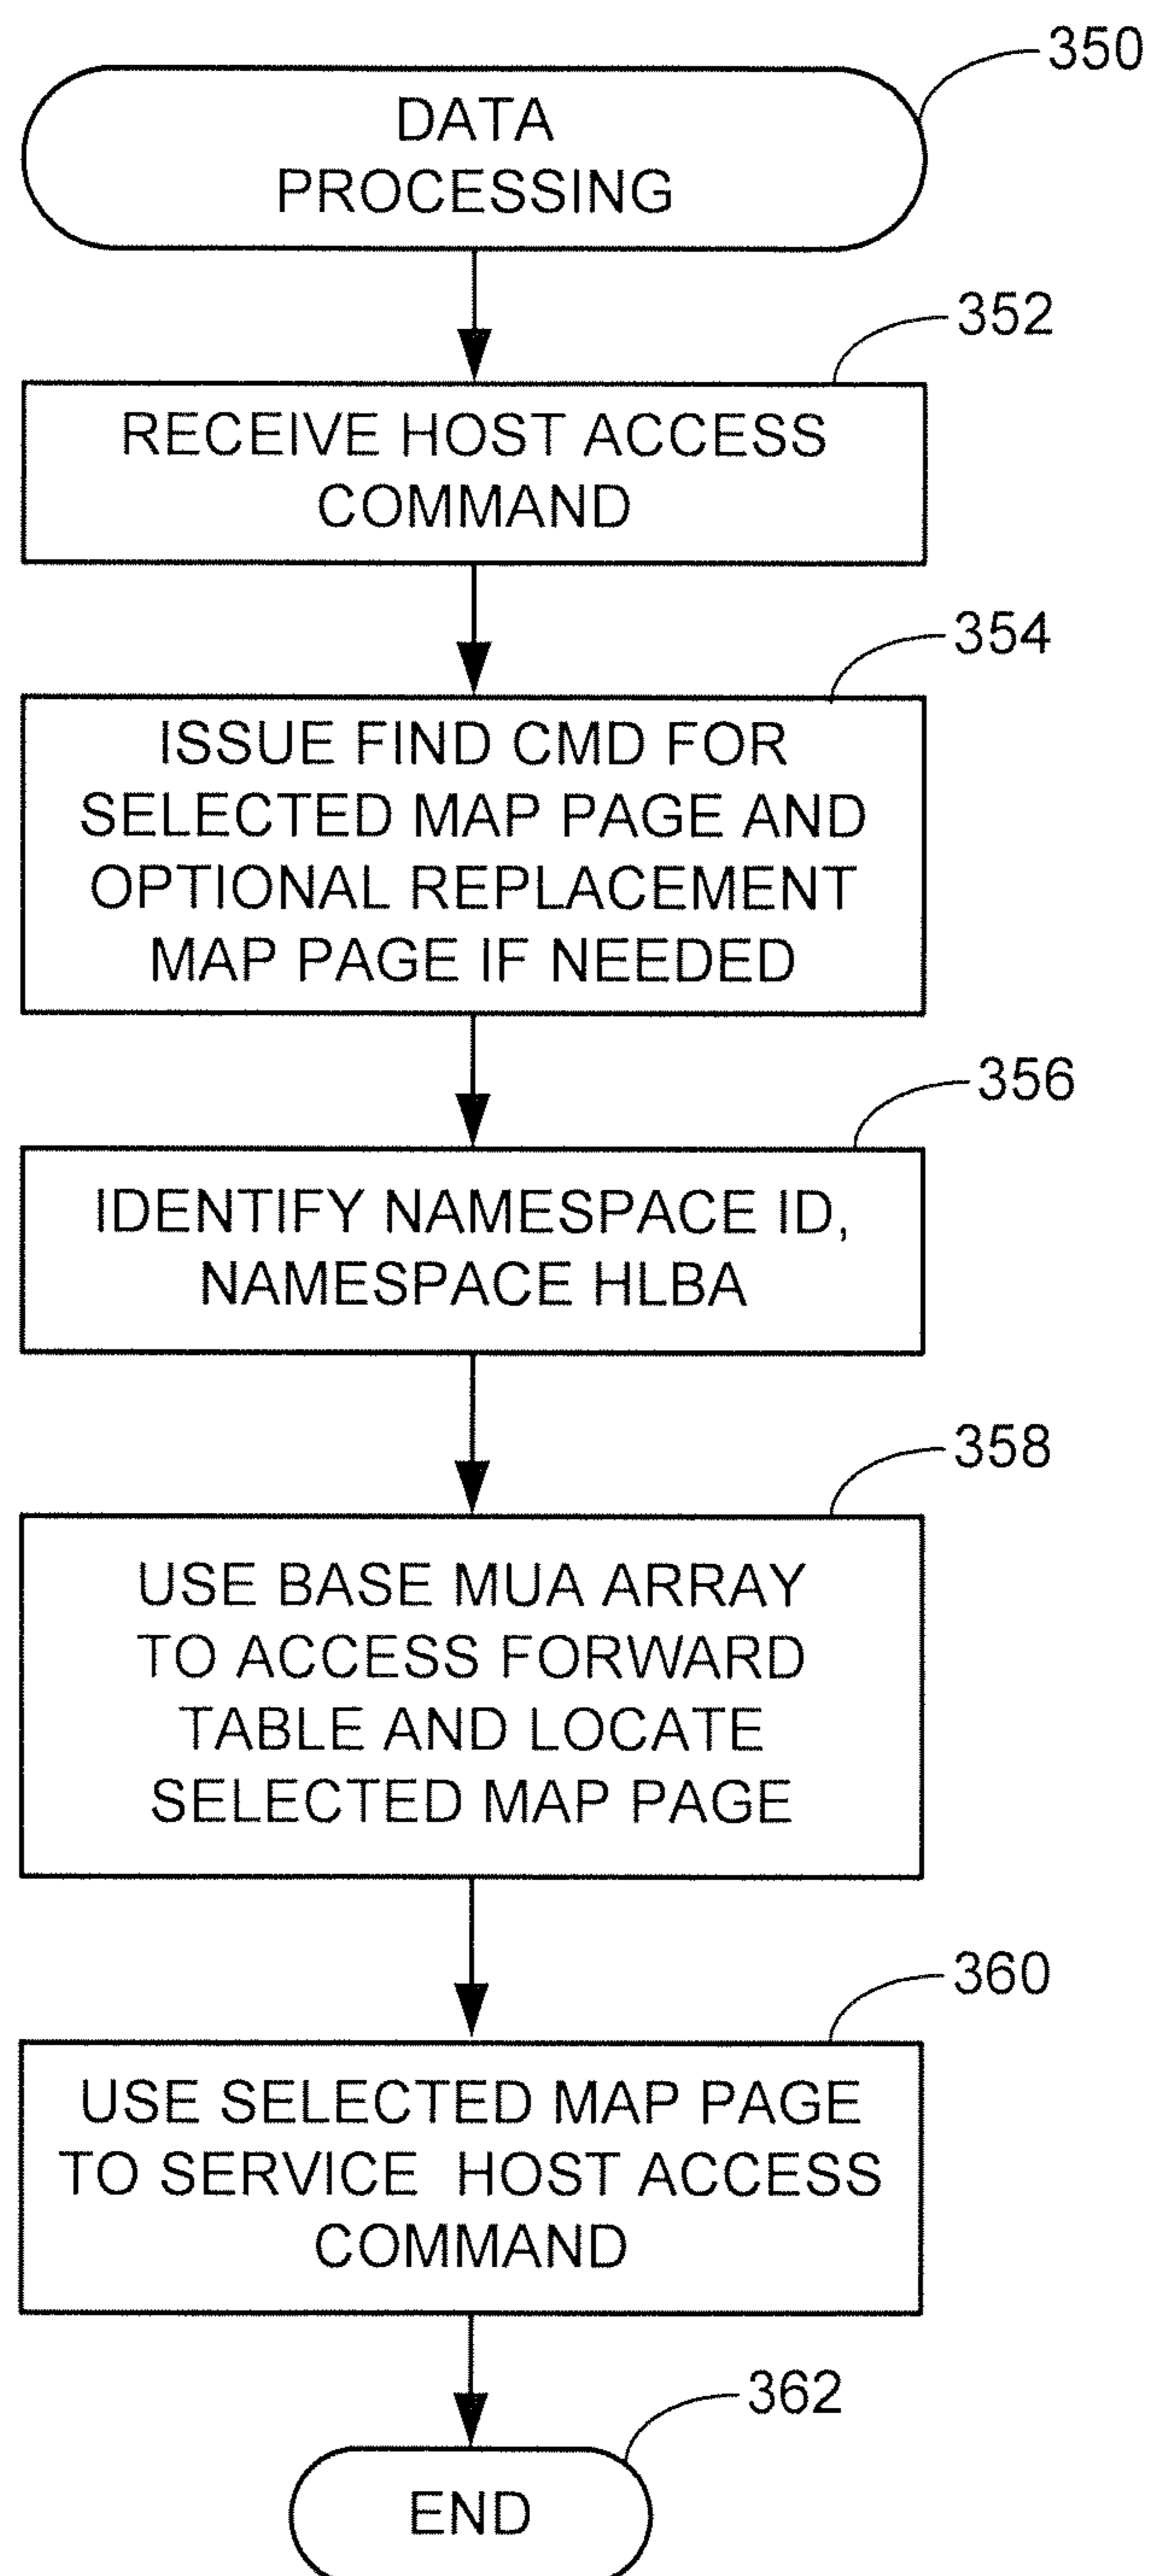 350
DATA
PROCESSING
352
RECEIVE HOST ACCESS
COMMAND
354
ISSUE FIND CMD FOR
SELECTED MAP PAGE AND
OPTIONAL REPLACEMENT
MAP PAGE IF NEEDED
356
IDENTIFY NAMESPACE ID,
NAMESPACE HLBA
358
USE BASE MUA ARRAY
TO ACCESS FORWARD
TABLE AND LOCATE
SELECTED MAP PAGE
360
USE SELECTED MAP PAGE
TO SERVICE HOST ACCESS
COMMAND
362
END